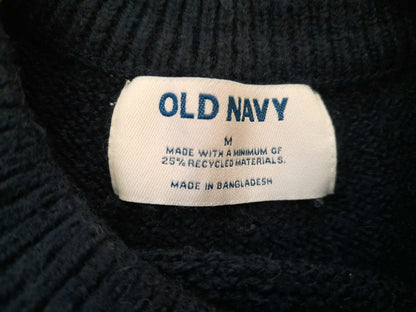 OLD NAVY
M
MADE WITH A MINIMUM OF
25% RECYCLED MATERIALS.
MADE IN BANGLADESH